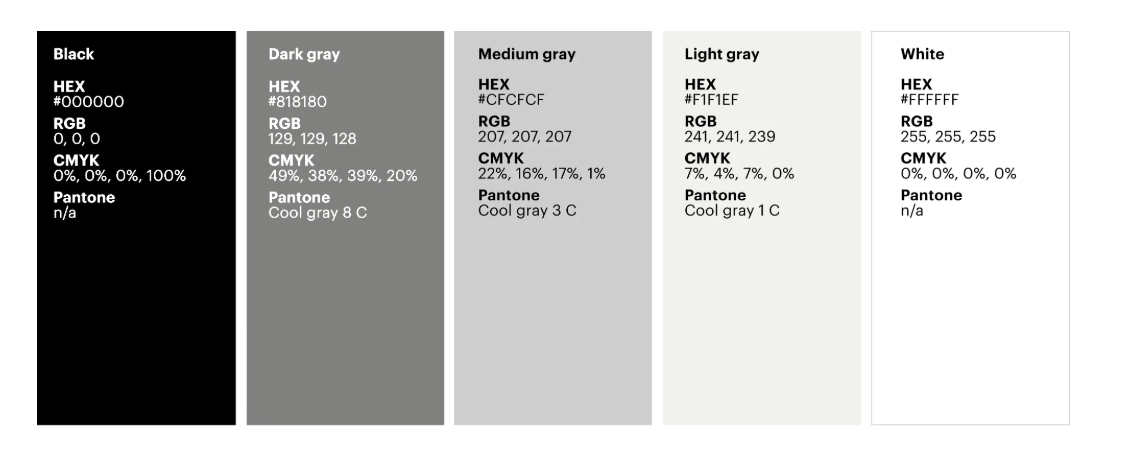 Black
HEX
#000000
RGB
0, 0, 0
CMYK
0%, 0%, 0%, 100%
Pantone
n/a
Dark gray
HEX
#818180
RGB
129, 129, 128
CMYK
49%, 38%, 39%, 20%
Pantone
Cool gray 8 C
Medium gray
HEX
#CFCFCF
RGB
207, 207, 207
CMYK
22%, 16%, 17%, 1%
Pantone
Cool gray 3 C
Light gray
HEX
#F1F1EF
RGB
241, 241, 239
CMYK
7%, 4%, 7%, 0%
Pantone
Cool gray 1 C
White
HEX
#FFFFFF
RGB
255, 255, 255
CMYK
0%, 0%, 0%, 0%
Pantone
n/a